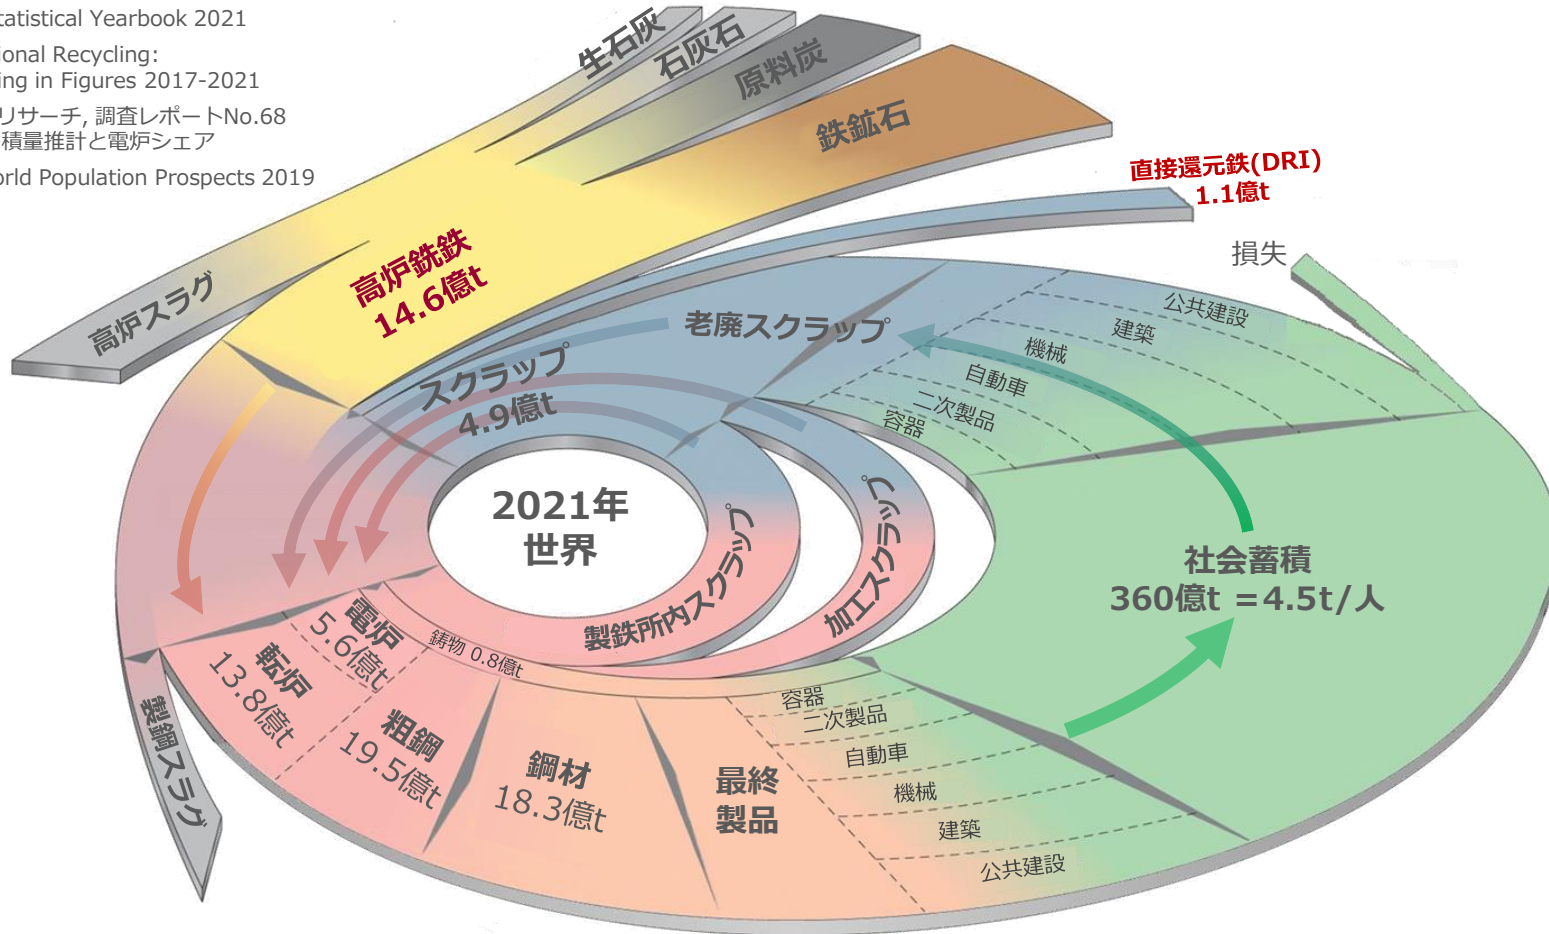 tatistical Yearbook 2021
ional Recycling:
ing in Figures 2017-2021
リサーチ, 調査レポートNo.68
積量推計と電炉シェア
orld Population Prospects 2019
生石灰
石灰石
原料炭
鉄鉱石
直接還元鉄(DRI)
1.1億t
損失
高炉スラグ
高炉銑鉄
14.6億t
スクラップ
4.9億t
老廃スクラップ
公共建設
建築
機械
自動車
二次製品
容器
2021年
世界
製鉄所内スクラップ
加工スクラップ
社会蓄積
360億t =4.5t/人
電炉
5.6億t
転炉
13.8億t
鋳物 0.8億t
粗鋼
19.5億t
鋼材
18.3億t
最終
製品
容器
二次製品
自動車
機械
建築
公共建設
製鋼スラグ